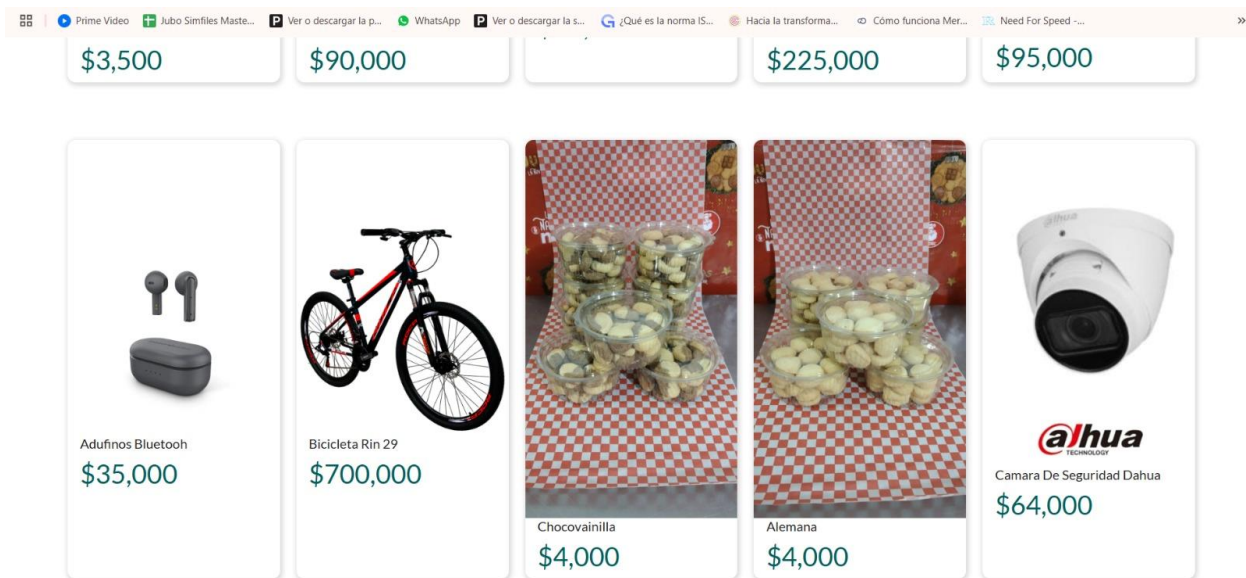 Prime Video Jubo Simfiles Maste... Ver o descargar la p... WhatsApp Ver o descargar la s... ¿Qué es la norma IS... Hacia la transforma... Cómo funciona Mer... Need For Speed -... »
$3,500 $90,000 $225,000 $95,000
alhua
alhua
TECHNOLOGY
Adufinos Bluetooh
$35,000
Bicicleta Rin 29
$700,000
Chocovainilla
$4,000
Alemana
$4,000
Camara De Seguridad Dahua
$64,000